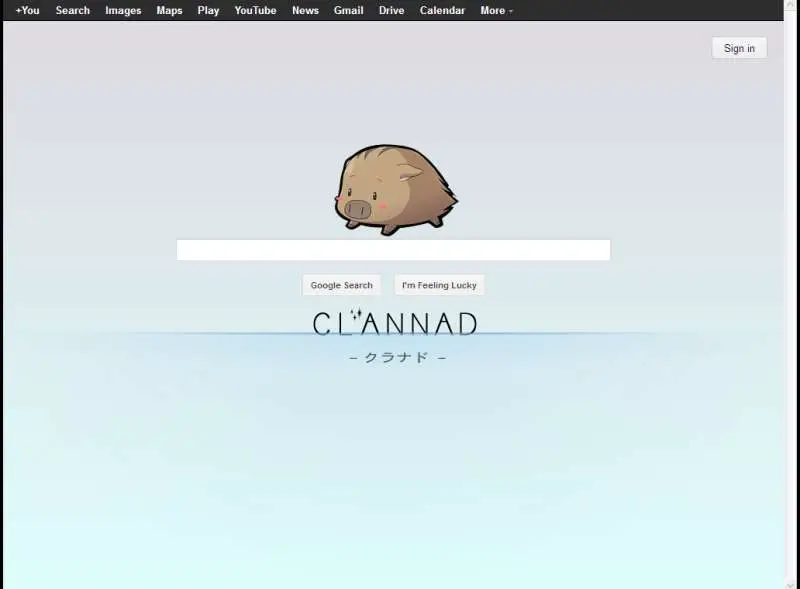 +You Search Images Maps Play YouTube News Gmail Drive Calendar More
Sign in
Google Search I'm Feeling Lucky
CLANNAD
– クラナド –